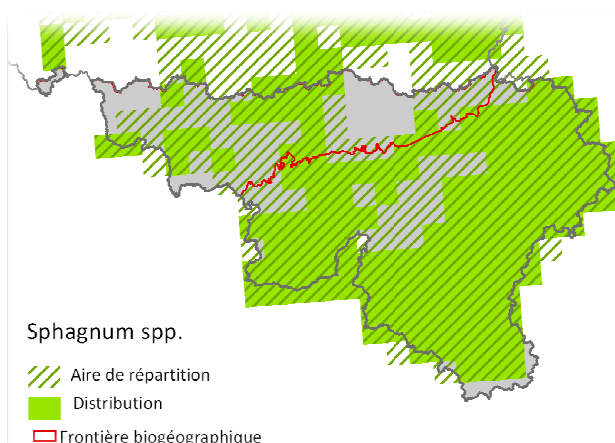 Sphagnum spp.
Aire de répartition
Distribution
Frontière biogéographique